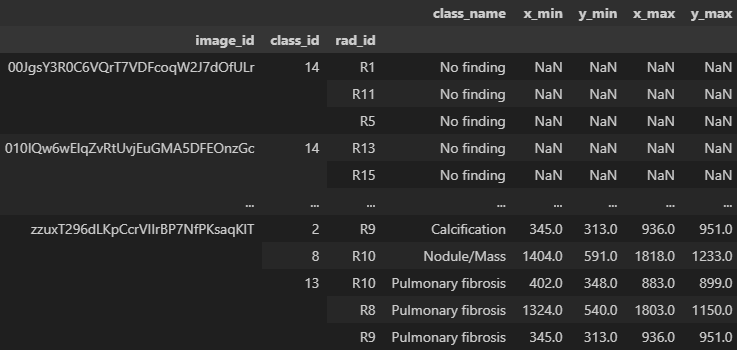 class_name x_min y_min x_max y_max
image_id class_id rad_id
00JgsY3R0C6VQrT7VDFcoqW2J7dOfULr 14 R1 No finding NaN NaN NaN NaN
R11 No finding NaN NaN NaN NaN
R5 No finding NaN NaN NaN NaN
010IQw6wEIqZvRtUvjEuGMA5DFEOnzGc 14 R13 No finding NaN NaN NaN NaN
R15 No finding NaN NaN NaN NaN
... ... ... ... ... ... ... ...
zzuxT296dLKpCcrVIIrBP7NfPKsaqKIT 2 R9 Calcification 345.0 313.0 936.0 951.0
8 R10 Nodule/Mass 1404.0 591.0 1818.0 1233.0
13 R10 Pulmonary fibrosis 402.0 348.0 883.0 899.0
R8 Pulmonary fibrosis 1324.0 540.0 1803.0 1150.0
R9 Pulmonary fibrosis 345.0 313.0 936.0 951.0